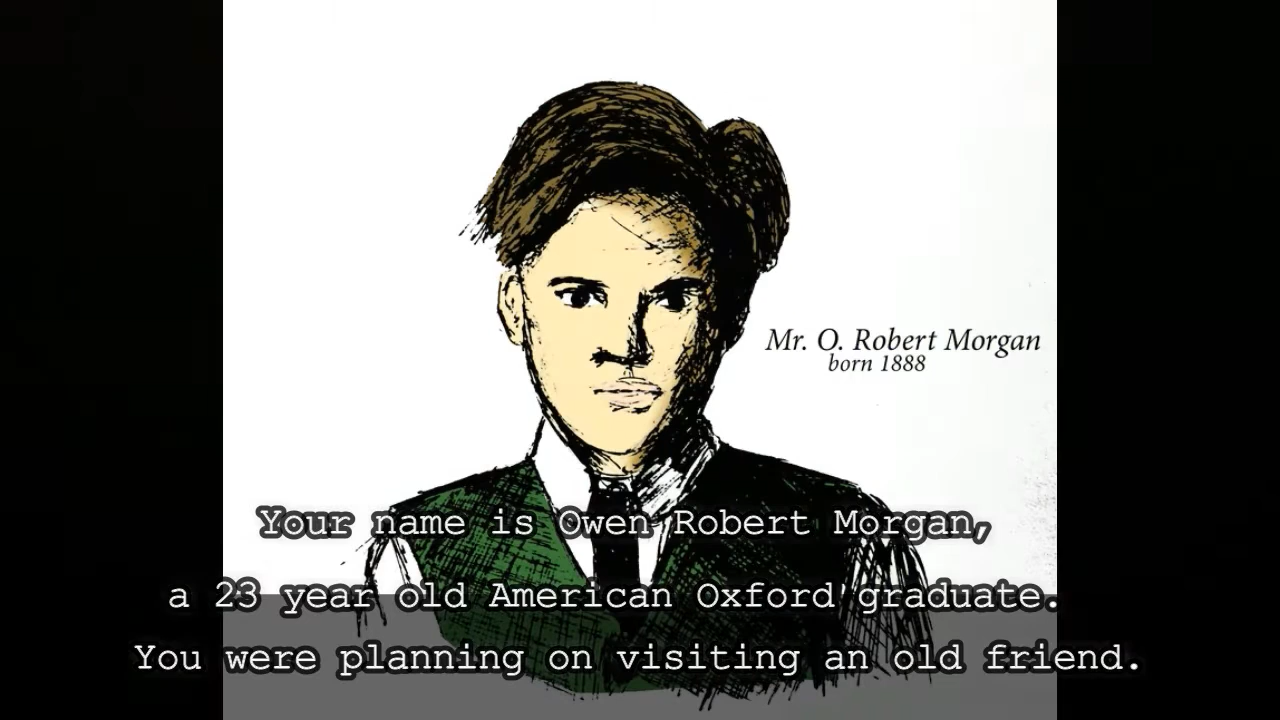 Mr. O. Robert Morgan
born 1888
Your name is Owen Robert Morgan,
a 23 year old American Oxford graduate.
You were planning on visiting an old friend.